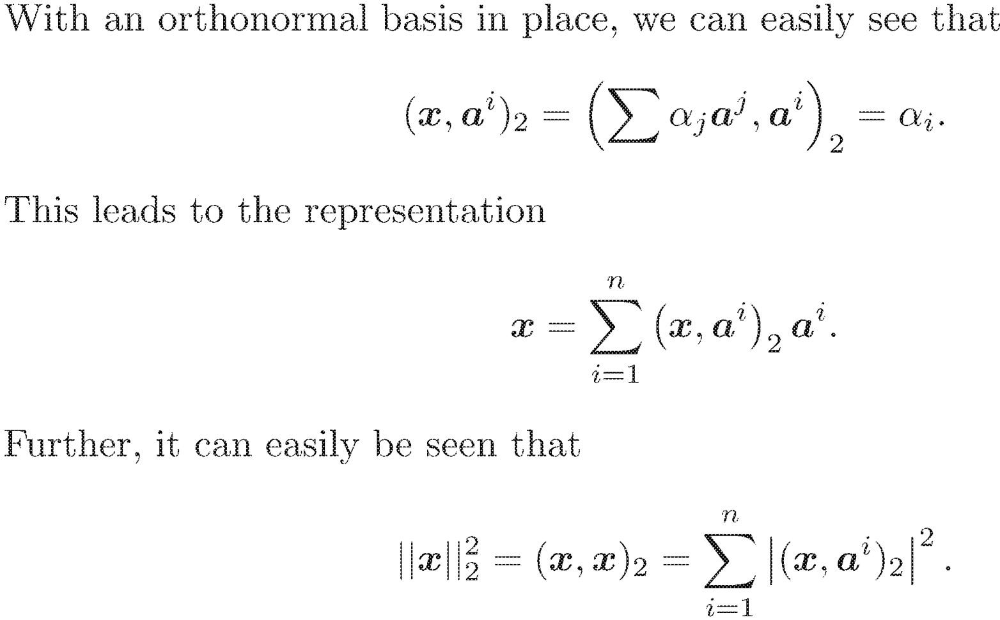 With an orthonormal basis in place, we can easily see that
$(\boldsymbol{x}, \boldsymbol{a}^i)_2 = \left(\sum \alpha_j \boldsymbol{a}^j, \boldsymbol{a}^i\right)_2 = \alpha_i.$
This leads to the representation
$\boldsymbol{x} = \sum_{i=1}^{n} \left(\boldsymbol{x}, \boldsymbol{a}^i\right)_2 \boldsymbol{a}^i.$
Further, it can easily be seen that
$||\boldsymbol{x}||_2^2 = (\boldsymbol{x}, \boldsymbol{x})_2 = \sum_{i=1}^{n} \left|(\boldsymbol{x}, \boldsymbol{a}^i)_2\right|^2.$